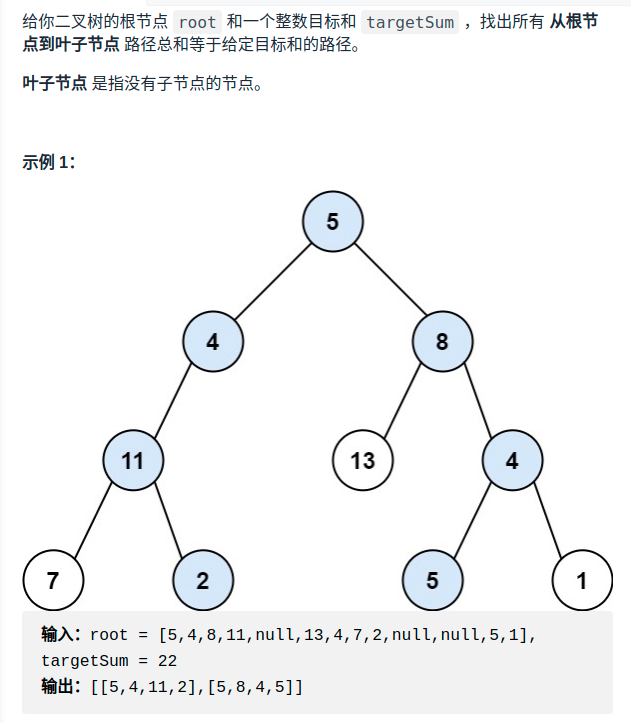 给你二叉树的根节点 root 和一个整数目标和 targetSum ，找出所有 从根节
点到叶子节点 路径总和等于给定目标和的路径。
叶子节点 是指没有子节点的节点。
示例 1：
5
4
8
11
13
4
7
2
5
1
输入：root = [5,4,8,11,null,13,4,7,2,null,null,5,1],
targetSum = 22
输出：[[5,4,11,2],[5,8,4,5]]